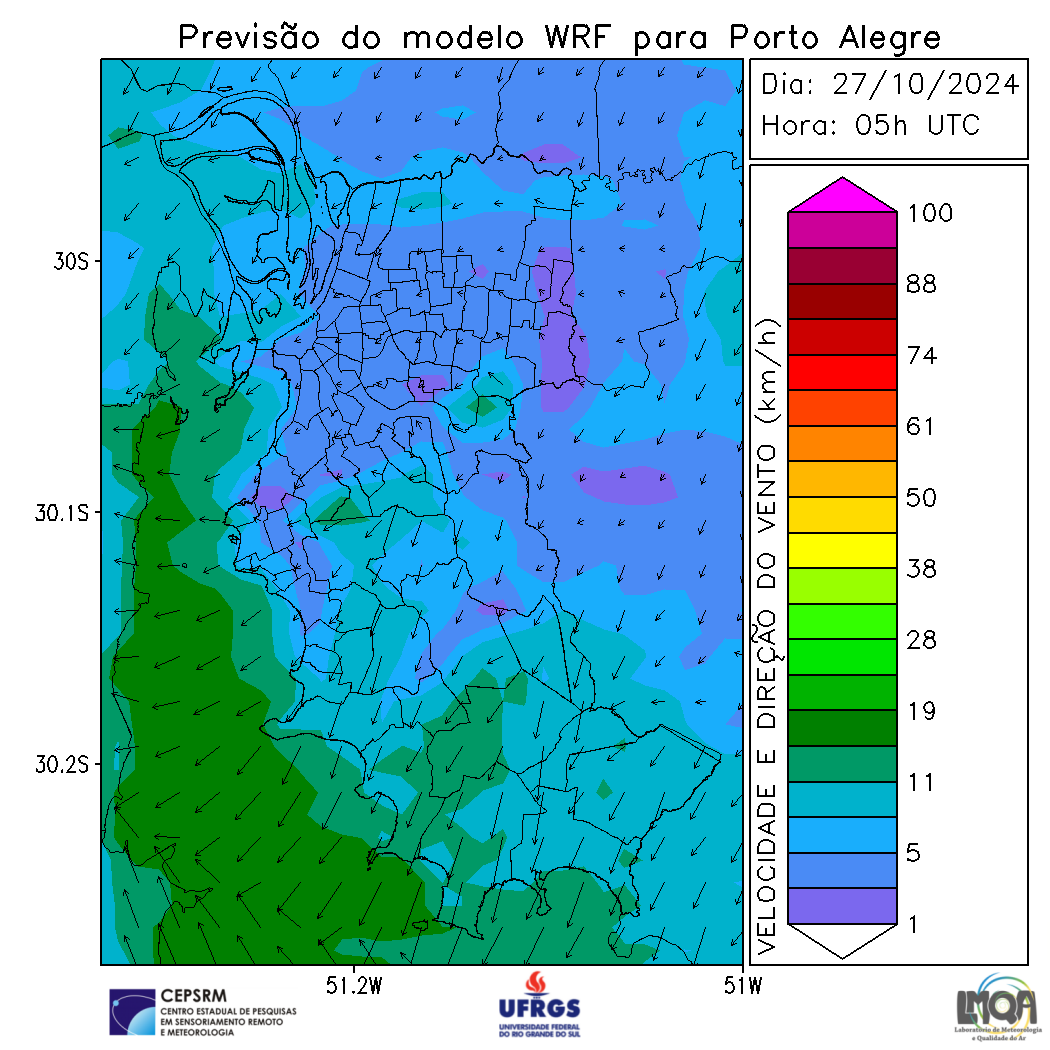 Previsão do modelo WRF para Porto Alegre
Dia: 27/10/2024
Hora: 05h UTC
30S
30.1S
30.2S
51.2W
51W
VELOCIDADE E DIREÇÃO DO VENTO (km/h)
100
88
74
61
50
38
28
19
11
5
1
CEPSRM
CENTRO ESTADUAL DE PESQUISAS
EM SENSORIAMENTO REMOTO
E METEOROLOGIA
UFRGS
UNIVERSIDADE FEDERAL
DO RIO GRANDE DO SUL
LMQA
Laboratório de Meteorologia
e Qualidade do Ar